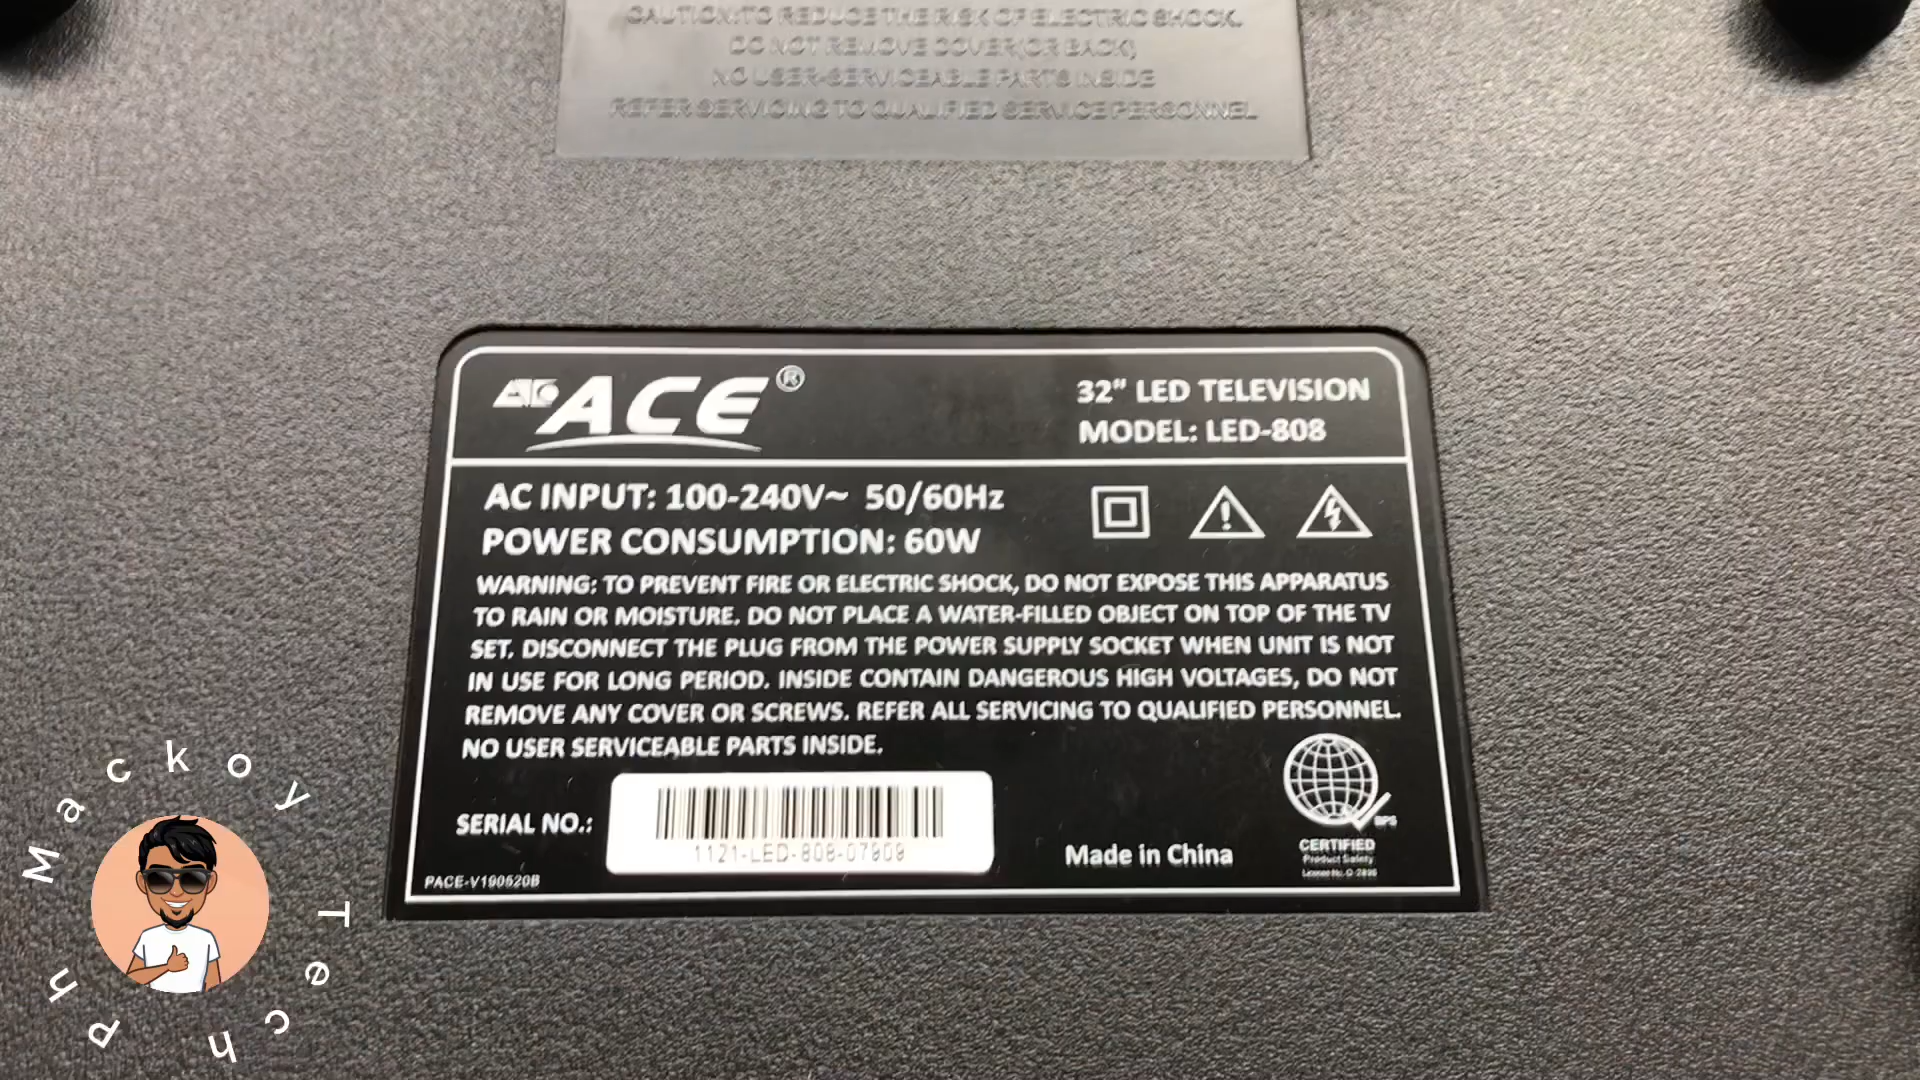 CAUTION:TO REDUCE THE RISK OF ELECTRIC SHOCK,
DO NOT REMOVE COVER(OR BACK)
NO USER-SERVICEABLE PARTS INSIDE
REFER SERVICING TO QUALIFIED SERVICE PERSONNEL
ACE®
32" LED TELEVISION
MODEL: LED-808
AC INPUT: 100-240V~ 50/60Hz
POWER CONSUMPTION: 60W
WARNING: TO PREVENT FIRE OR ELECTRIC SHOCK, DO NOT EXPOSE THIS APPARATUS
TO RAIN OR MOISTURE. DO NOT PLACE A WATER-FILLED OBJECT ON TOP OF THE TV
SET. DISCONNECT THE PLUG FROM THE POWER SUPPLY SOCKET WHEN UNIT IS NOT
IN USE FOR LONG PERIOD. INSIDE CONTAIN DANGEROUS HIGH VOLTAGES, DO NOT
REMOVE ANY COVER OR SCREWS. REFER ALL SERVICING TO QUALIFIED PERSONNEL.
NO USER SERVICEABLE PARTS INSIDE.
SERIAL NO.:
1121-LED-808-07909
PACE-V190520B
Made in China
BPS
CERTIFIED
Product Safety
Mackoy Tech Ph